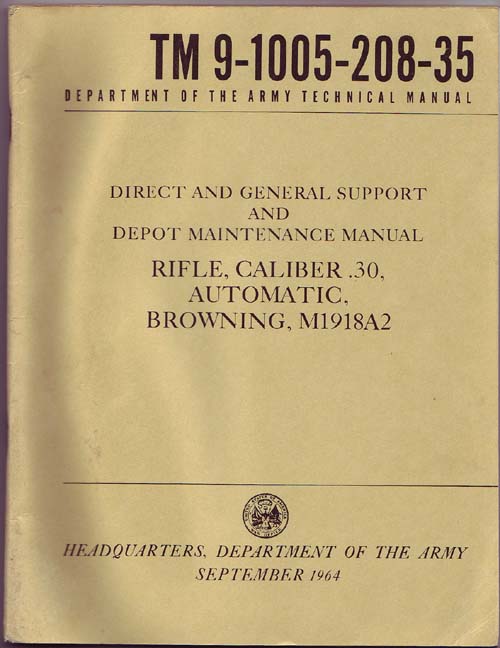 TM 9-1005-208-35
DEPARTMENT OF THE ARMY TECHNICAL MANUAL
DIRECT AND GENERAL SUPPORT
AND
DEPOT MAINTENANCE MANUAL
RIFLE, CALIBER .30,
AUTOMATIC,
BROWNING, M1918A2
HEADQUARTERS, DEPARTMENT OF THE ARMY
SEPTEMBER 1964